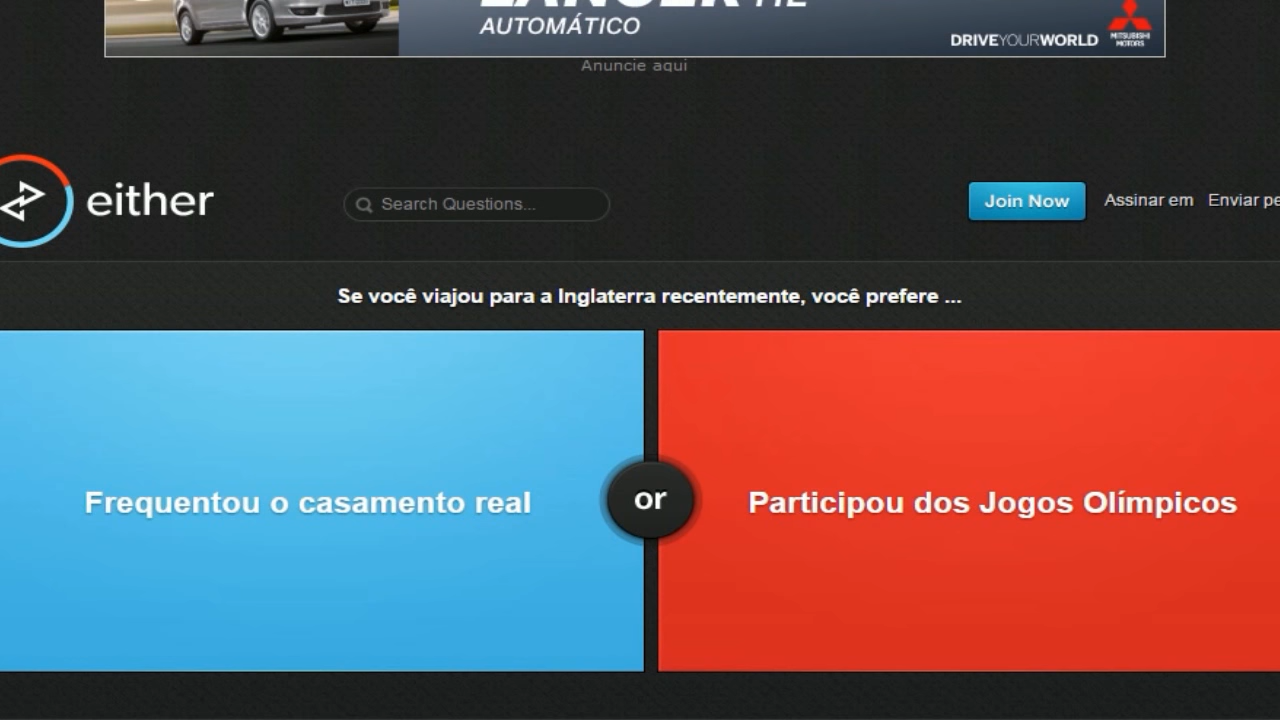 AUTOMÁTICO
DRIVEYOURWORLD
MITSUBISHI
MOTORS
Anuncie aqui
either
Search Questions...
Join Now
Assinar em
Enviar
Se você viajou para a Inglaterra recentemente, você prefere ...
Frequentou o casamento real
or
Participou dos Jogos Olímpicos